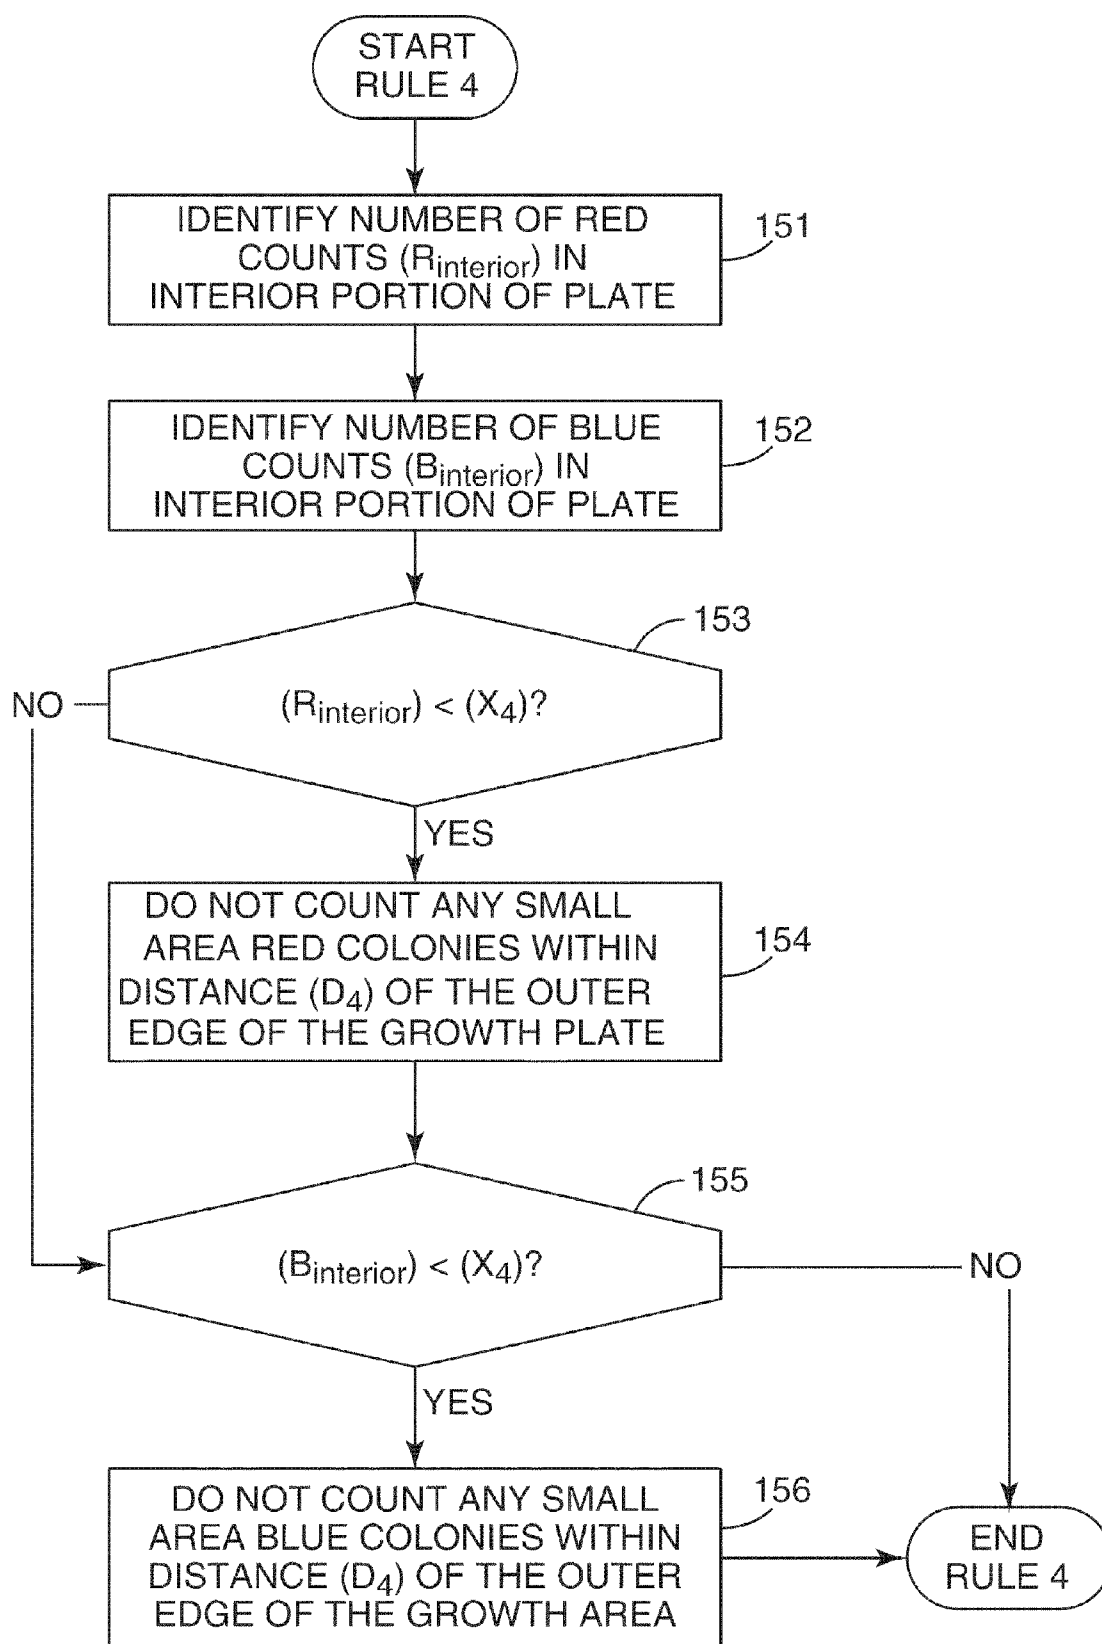 START
RULE 4
IDENTIFY NUMBER OF RED
COUNTS (Rinterior) IN
INTERIOR PORTION OF PLATE
151
IDENTIFY NUMBER OF BLUE
COUNTS (Binterior) IN
INTERIOR PORTION OF PLATE
152
153
(Rinterior) < (X4)?
NO
YES
DO NOT COUNT ANY SMALL
AREA RED COLONIES WITHIN
DISTANCE (D4) OF THE OUTER
EDGE OF THE GROWTH PLATE
154
155
(Binterior) < (X4)?
NO
YES
DO NOT COUNT ANY SMALL
AREA BLUE COLONIES WITHIN
DISTANCE (D4) OF THE OUTER
EDGE OF THE GROWTH AREA
156
END
RULE 4